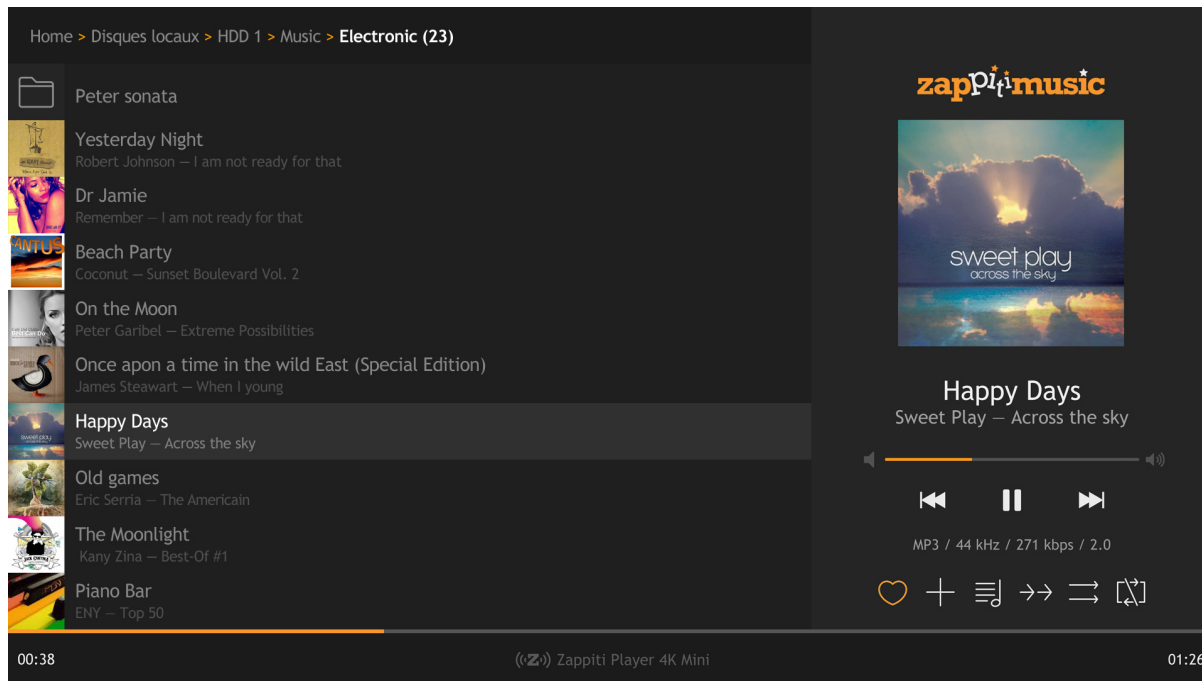 Home > Disques locaux > HDD 1 > Music > Electronic (23)
Peter sonata
Yesterday Night
Robert Johnson — I am not ready for that
Dr Jamie
Remember — I am not ready for that
ANTUS
Beach Party
Coconut — Sunset Boulevard Vol. 2
On the Moon
Peter Garibel — Extreme Possibilities
Once apon a time in the wild East (Special Edition)
James Steawart — When I young
sweet play
Happy Days
Sweet Play — Across the sky
Old games
Eric Serria — The Americain
The Moonlight
Kany Zina — Best-Of #1
Piano Bar
ENY — Top 50
zappitimusic
sweet play
across the sky
Happy Days
Sweet Play — Across the sky
MP3 / 44 kHz / 271 kbps / 2.0
00:38
((·Z·)) Zappiti Player 4K Mini
01:26